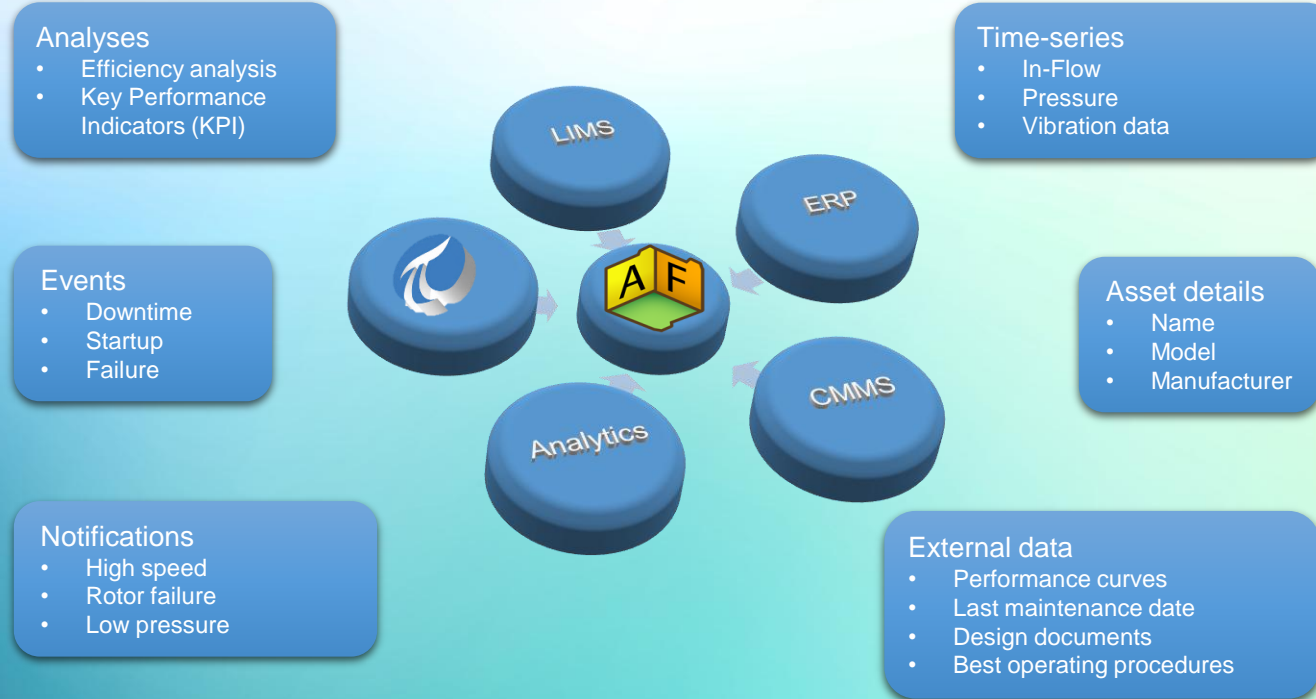 Analyses
• Efficiency analysis
• Key Performance
Indicators (KPI)
Time-series
• In-Flow
• Pressure
• Vibration data
LIMS
ERP
A F
Events
• Downtime
• Startup
• Failure
Asset details
• Name
• Model
• Manufacturer
CMMS
Analytics
Notifications
• High speed
• Rotor failure
• Low pressure
External data
• Performance curves
• Last maintenance date
• Design documents
• Best operating procedures